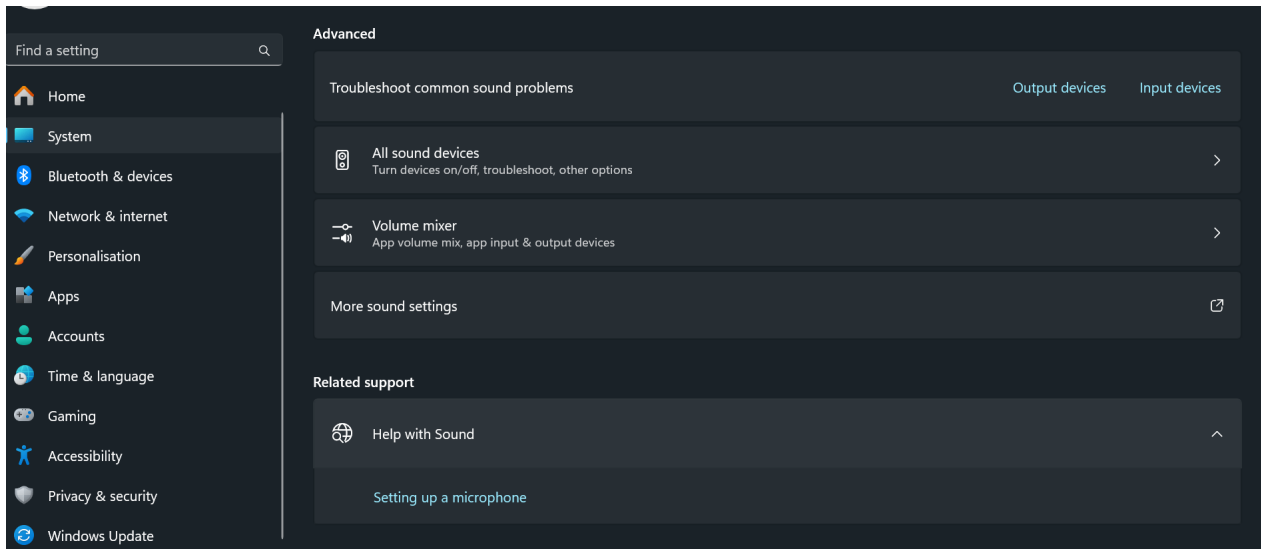 Find a setting
Home
System
Bluetooth & devices
Network & internet
Personalisation
Apps
Accounts
Time & language
Gaming
Accessibility
Privacy & security
Windows Update
Advanced
Troubleshoot common sound problems
Output devices
Input devices
All sound devices
Turn devices on/off, troubleshoot, other options
Volume mixer
App volume mix, app input & output devices
More sound settings
Related support
Help with Sound
Setting up a microphone